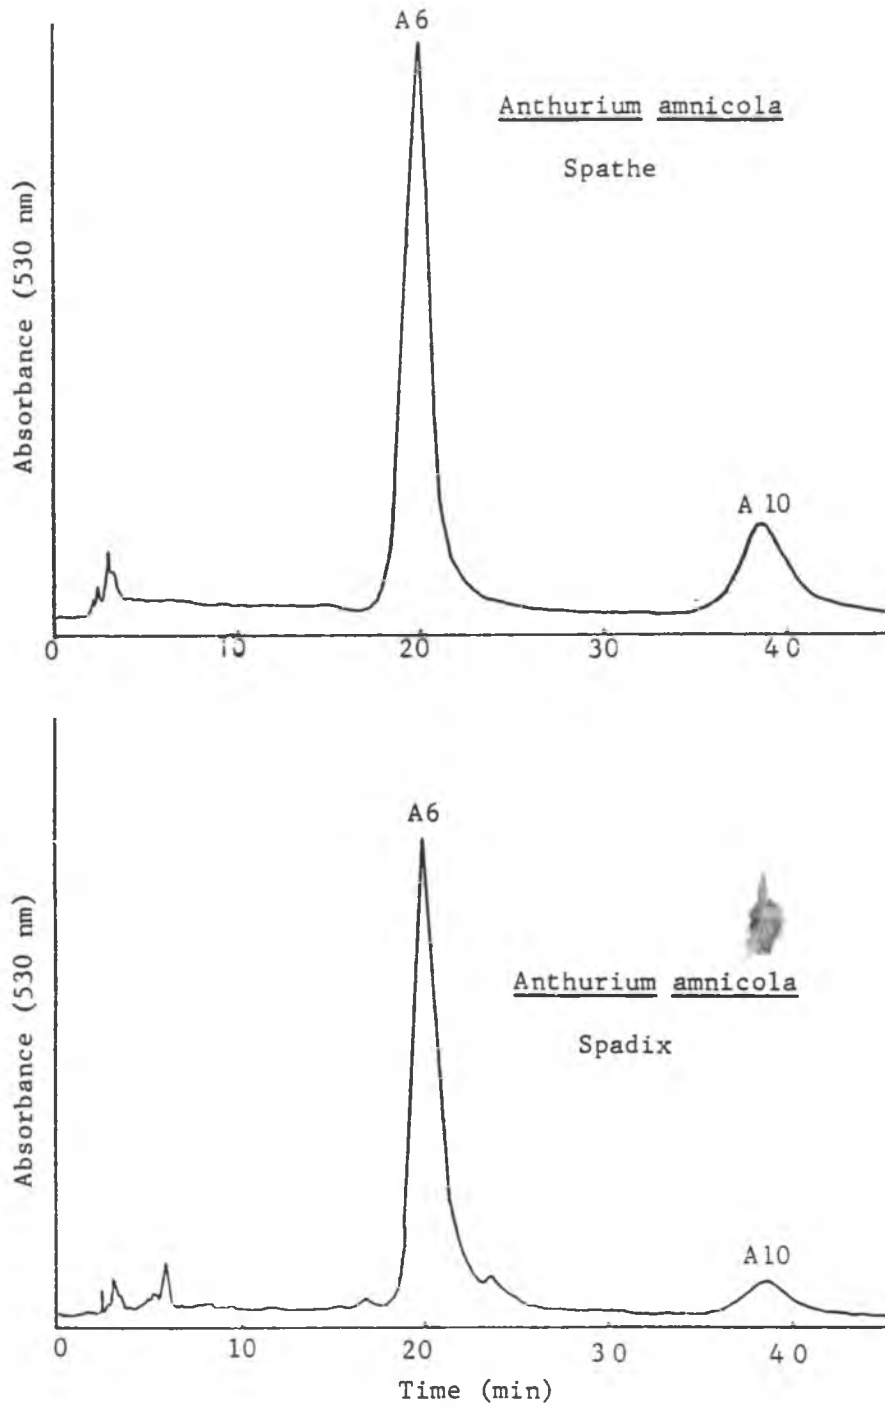 A6
Anthurium amnicola
Spathe
Absorbance (530 nm)
A 10
0 10 20 30 40
A6
Anthurium amnicola
Spadix
Absorbance (530 nm)
A10
0 10 20 30 40
Time (min)